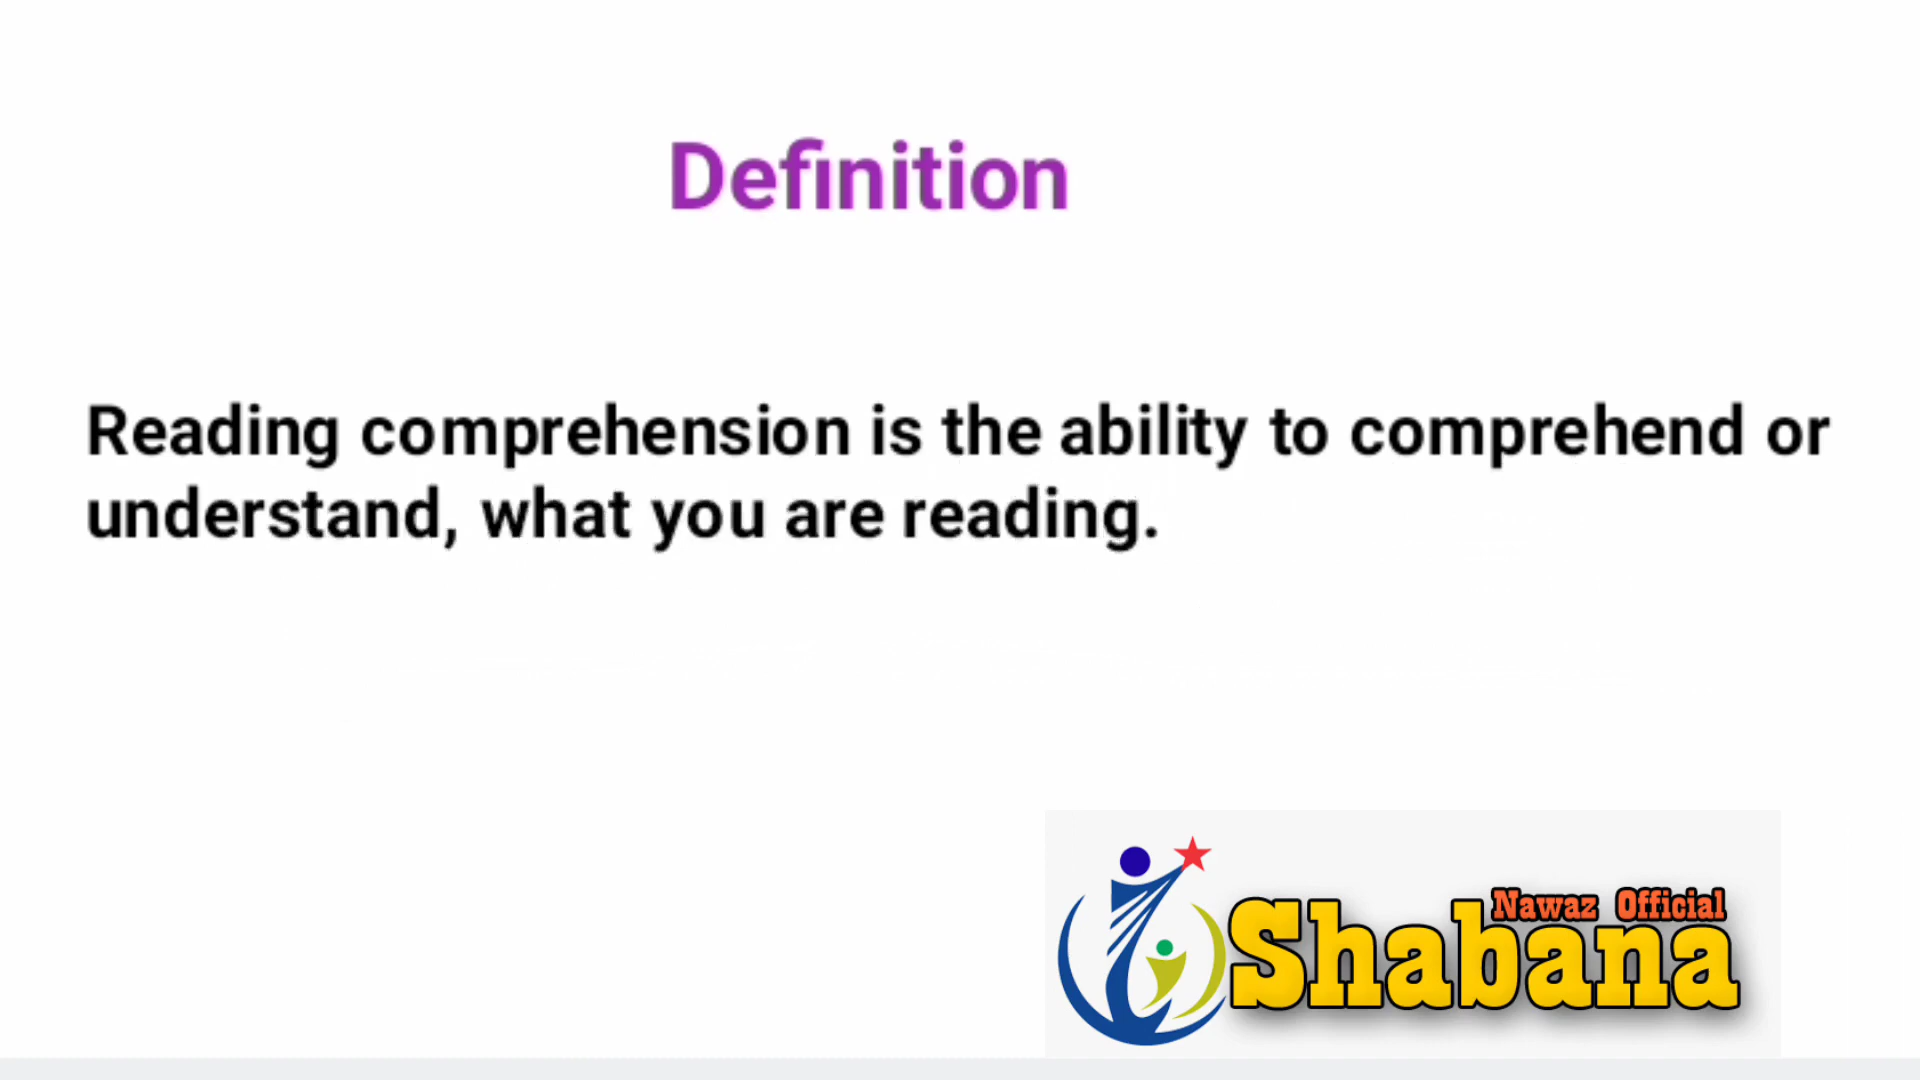 Definition
Reading comprehension is the ability to comprehend or
understand, what you are reading.
Nawaz Official
Shabana